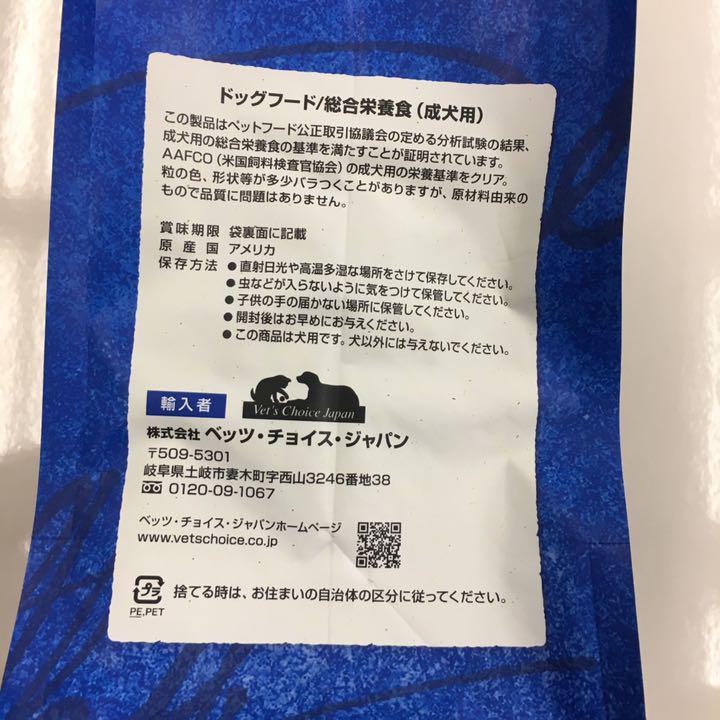 ドッグフード/総合栄養食(成犬用)
この製品はペットフード公正取引協議会の定める分析試験の結果、
成犬用の総合栄養食の基準を満たすことが証明されています。
AAFCO(米国飼料検査官協会)の成犬用の栄養基準をクリア。
粒の色、形状等が多少バラつくことがありますが、原材料由来の
もので品質に問題はありません。
賞味期限 袋裏面に記載
原産国 アメリカ
保存方法 ●直射日光や高温多湿な場所をさけて保存してください。
●虫などが入らないように気をつけて保管してください。
●子供の手の届かない場所に保管してください。
●開封後はお早めにお与えください。
●この商品は犬用です。犬以外には与えないでください。
輸入者
Vet's Choice Japan
株式会社 ベッツ・チョイス・ジャパン
〒509-5301
岐阜県土岐市妻木町字西山3246番地38
0120-09-1067
ベッツ・チョイス・ジャパンホームページ
www.vetschoice.co.jp
プラ
PE,PET
捨てる時は、お住まいの自治体の区分に従ってください。